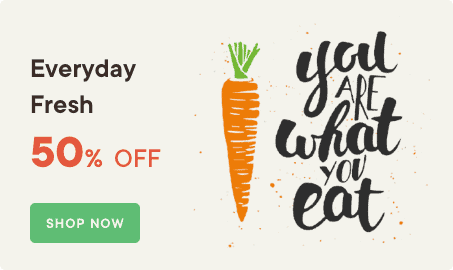 Everyday
Fresh
50% OFF
SHOP NOW
you
ARE
what
YOU
eat